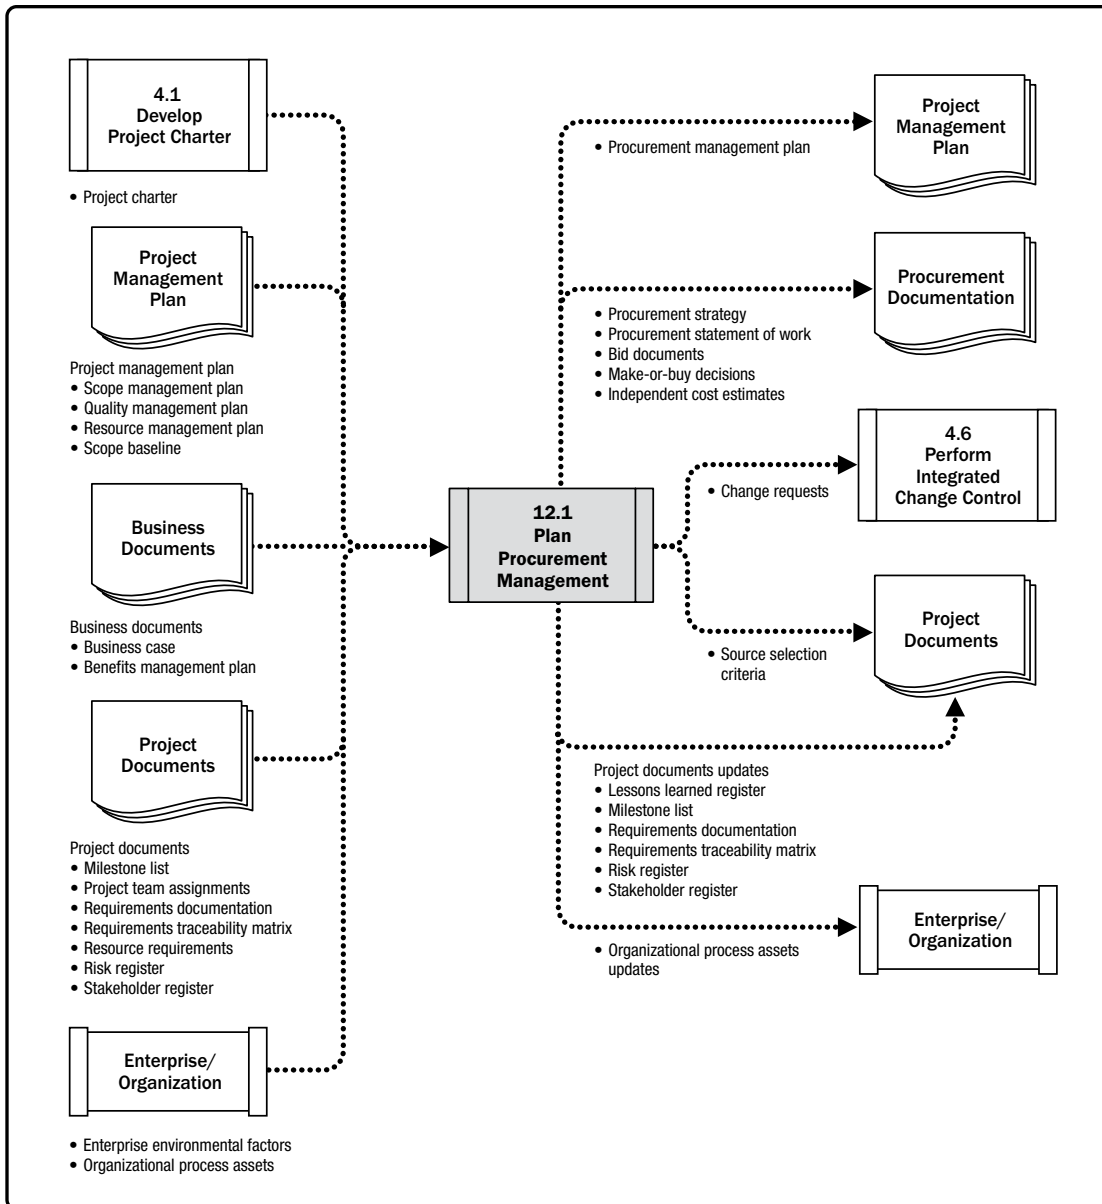 4.1
Develop
Project Charter
• Project charter
Project
Management
Plan
Project management plan
• Scope management plan
• Quality management plan
• Resource management plan
• Scope baseline
Business
Documents
Business documents
• Business case
• Benefits management plan
Project
Documents
Project documents
• Milestone list
• Project team assignments
• Requirements documentation
• Requirements traceability matrix
• Resource requirements
• Risk register
• Stakeholder register
Enterprise/
Organization
• Enterprise environmental factors
• Organizational process assets
12.1
Plan
Procurement
Management
• Procurement management plan
Project
Management
Plan
• Procurement strategy
• Procurement statement of work
• Bid documents
• Make-or-buy decisions
• Independent cost estimates
Procurement
Documentation
• Change requests
4.6
Perform
Integrated
Change Control
• Source selection
criteria
Project
Documents
Project documents updates
• Lessons learned register
• Milestone list
• Requirements documentation
• Requirements traceability matrix
• Risk register
• Stakeholder register
• Organizational process assets
updates
Enterprise/
Organization